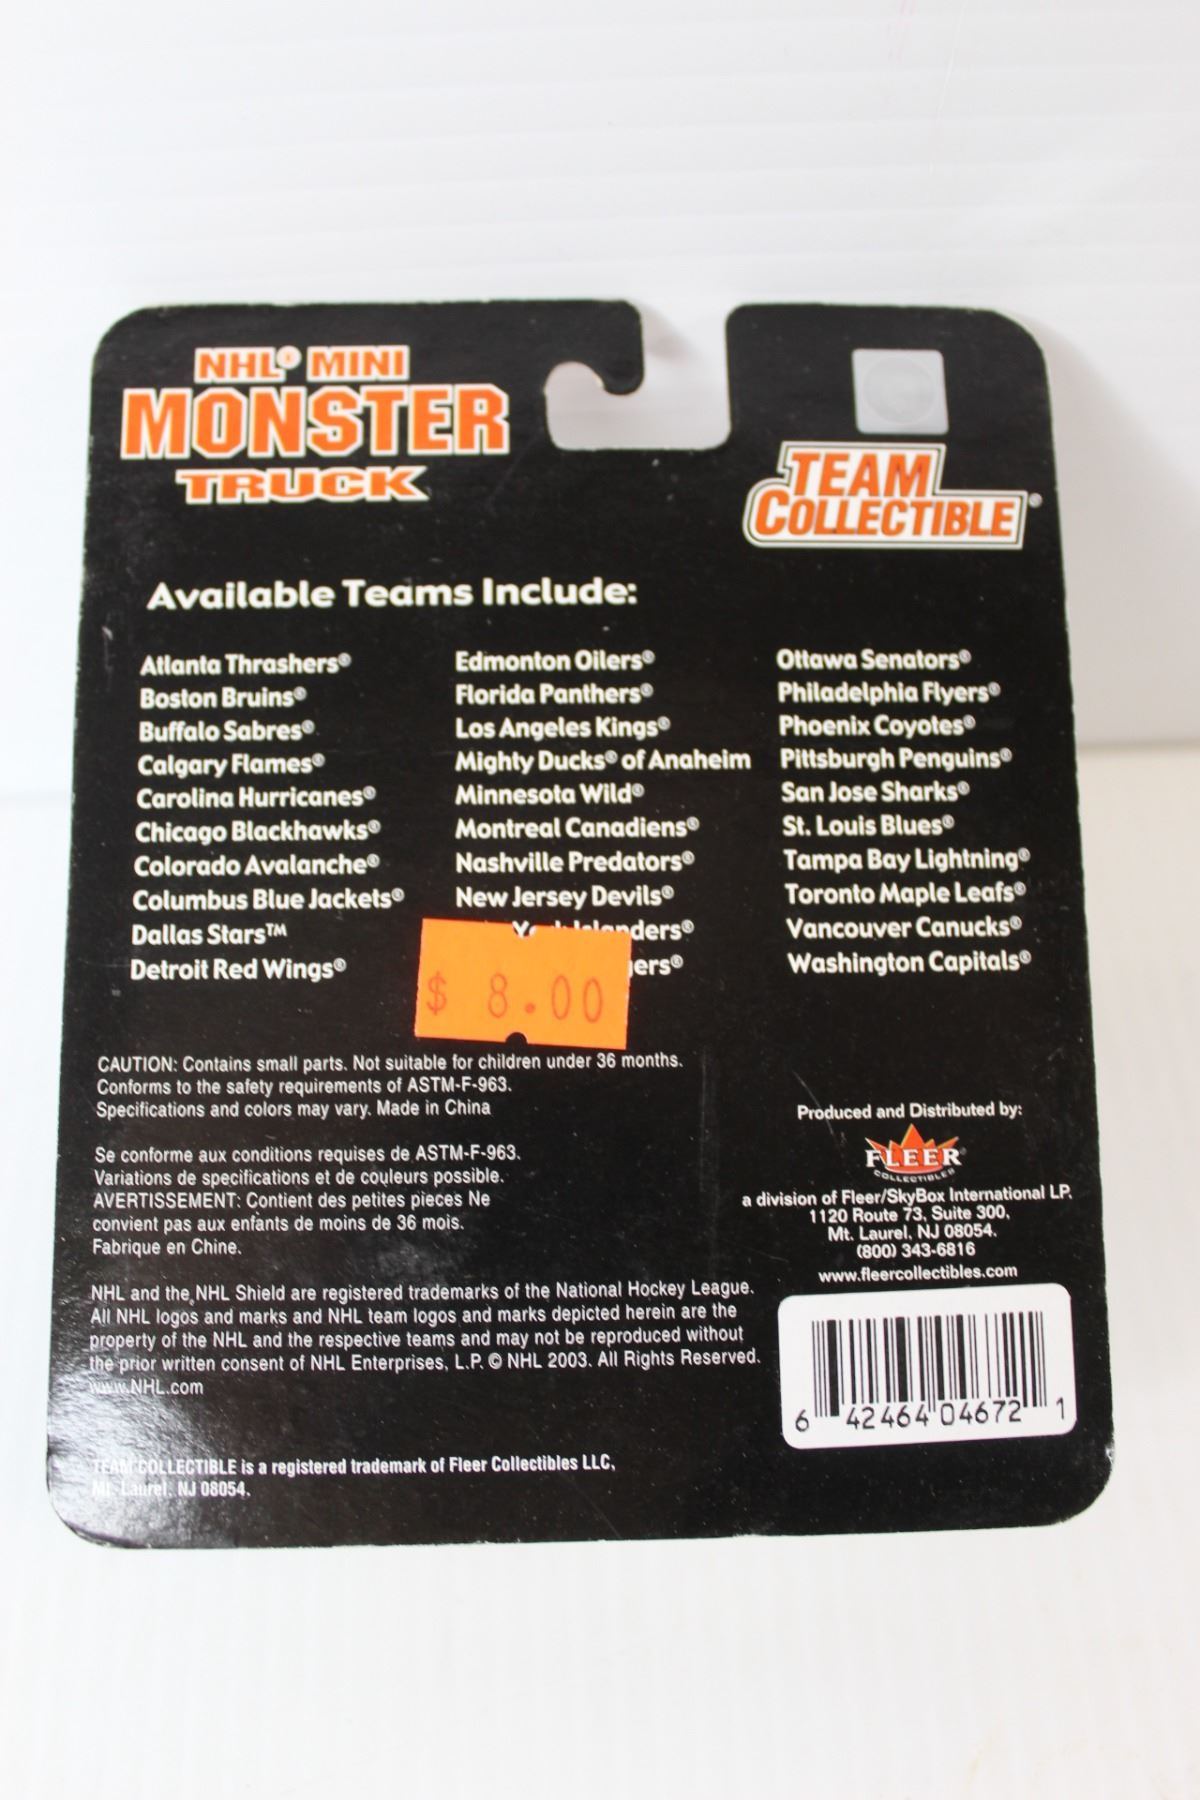 NHL® MINI
MONSTER
TRUCK
TEAM
COLLECTIBLE®
Available Teams Include:
Atlanta Thrashers®
Boston Bruins®
Buffalo Sabres®
Calgary Flames®
Carolina Hurricanes®
Chicago Blackhawks®
Colorado Avalanche®
Columbus Blue Jackets®
Dallas Stars™
Detroit Red Wings®
Edmonton Oilers®
Florida Panthers®
Los Angeles Kings®
Mighty Ducks® of Anaheim
Minnesota Wild®
Montreal Canadiens®
Nashville Predators®
New Jersey Devils®
Ottawa Senators®
Philadelphia Flyers®
Phoenix Coyotes®
Pittsburgh Penguins®
San Jose Sharks®
St. Louis Blues®
Tampa Bay Lightning®
Toronto Maple Leafs®
Vancouver Canucks®
Washington Capitals®
$ 8.00
CAUTION: Contains small parts. Not suitable for children under 36 months.
Conforms to the safety requirements of ASTM-F-963.
Specifications and colors may vary. Made in China
Se conforme aux conditions requises de ASTM-F-963.
Variations de specifications et de couleurs possible.
AVERTISSEMENT: Contient des petites pieces Ne
convient pas aux enfants de moins de 36 mois.
Fabrique en Chine.
NHL and the NHL Shield are registered trademarks of the National Hockey League.
All NHL logos and marks and NHL team logos and marks depicted herein are the
property of the NHL and the respective teams and may not be reproduced without
the prior written consent of NHL Enterprises, L.P. © NHL 2003. All Rights Reserved.
www.NHL.com
TEAM COLLECTIBLE is a registered trademark of Fleer Collectibles LLC,
Mt. Laurel, NJ 08054.
Produced and Distributed by:
FLEER
COLLECTIBLES
a division of Fleer/SkyBox International LP.
1120 Route 73, Suite 300,
Mt. Laurel, NJ 08054.
(800) 343-6816
www.fleercollectibles.com
6 42464 04672 1